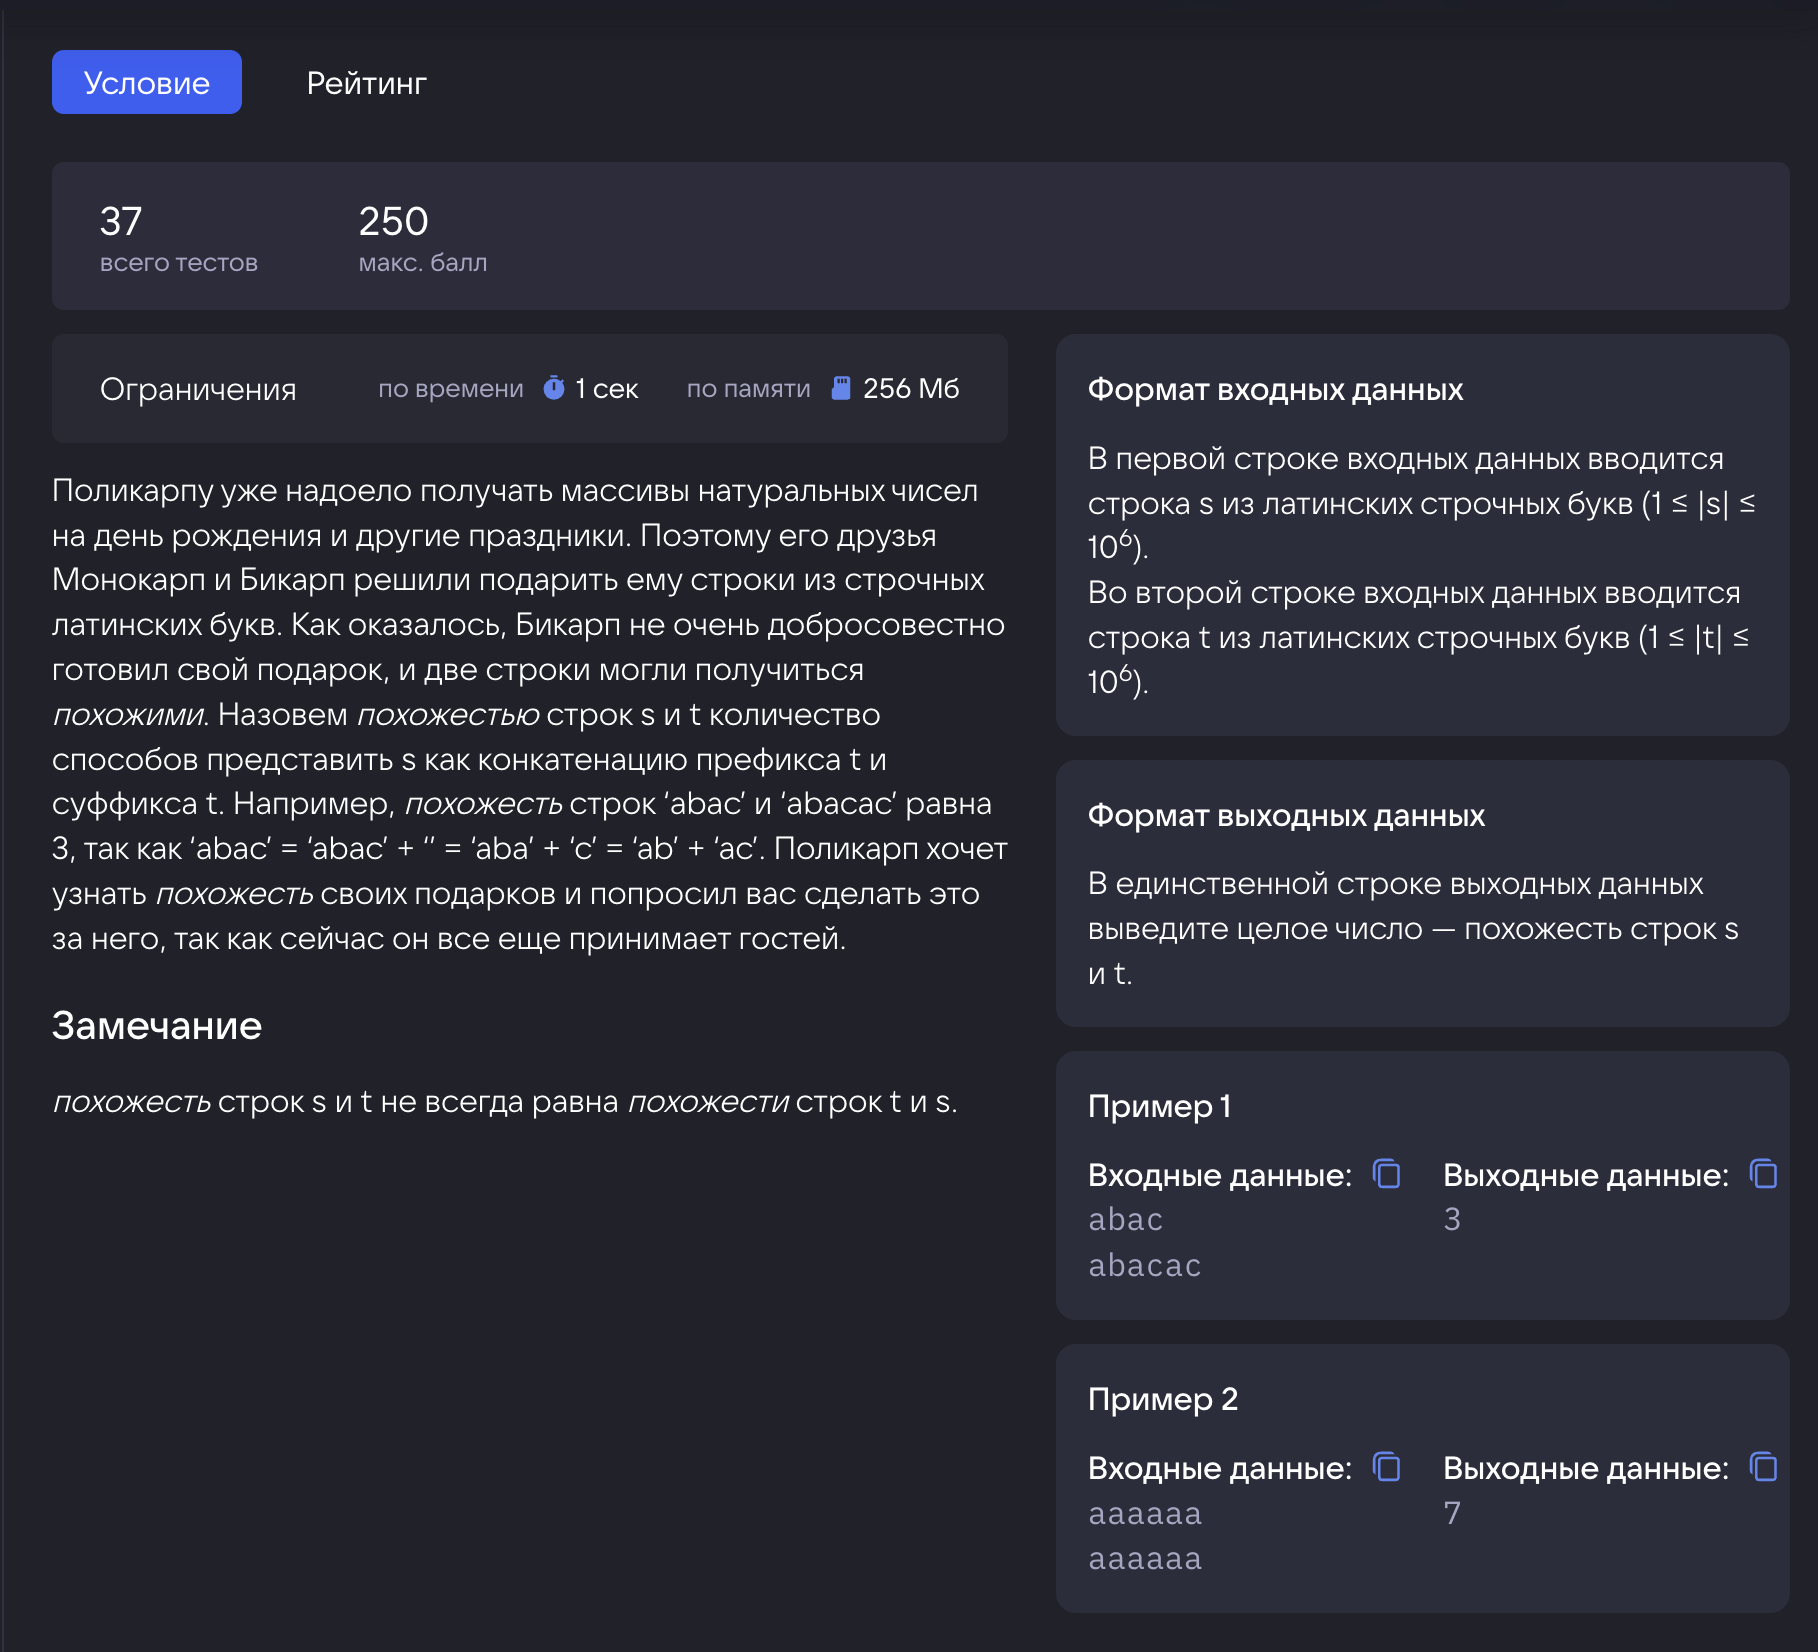 Условие
Рейтинг
37
всего тестов
250
макс. балл
Ограничения
по времени 1 сек
по памяти 256 Мб
Поликарпу уже надоело получать массивы натуральных чисел
на день рождения и другие праздники. Поэтому его друзья
Монокарп и Бикарп решили подарить ему строки из строчных
латинских букв. Как оказалось, Бикарп не очень добросовестно
готовил свой подарок, и две строки могли получиться
похожими. Назовем похожестью строк s и t количество
способов представить s как конкатенацию префикса t и
суффикса t. Например, похожесть строк ‘abac’ и ‘abacac’ равна
3, так как ‘abac’ = ‘abac’ + ‘’ = ‘aba’ + ‘c’ = ‘ab’ + ‘ac’. Поликарп хочет
узнать похожесть своих подарков и попросил вас сделать это
за него, так как сейчас он все еще принимает гостей.
Замечание
похожесть строк s и t не всегда равна похожести строк t и s.
Формат входных данных
В первой строке входных данных вводится
строка s из латинских строчных букв (1 ≤ |s| ≤
10⁶).
Во второй строке входных данных вводится
строка t из латинских строчных букв (1 ≤ |t| ≤
10⁶).
Формат выходных данных
В единственной строке выходных данных
выведите целое число — похожесть строк s
и t.
Пример 1
Входные данные:
abac
abacac
Выходные данные:
3
Пример 2
Входные данные:
aaaaaa
aaaaaa
Выходные данные:
7